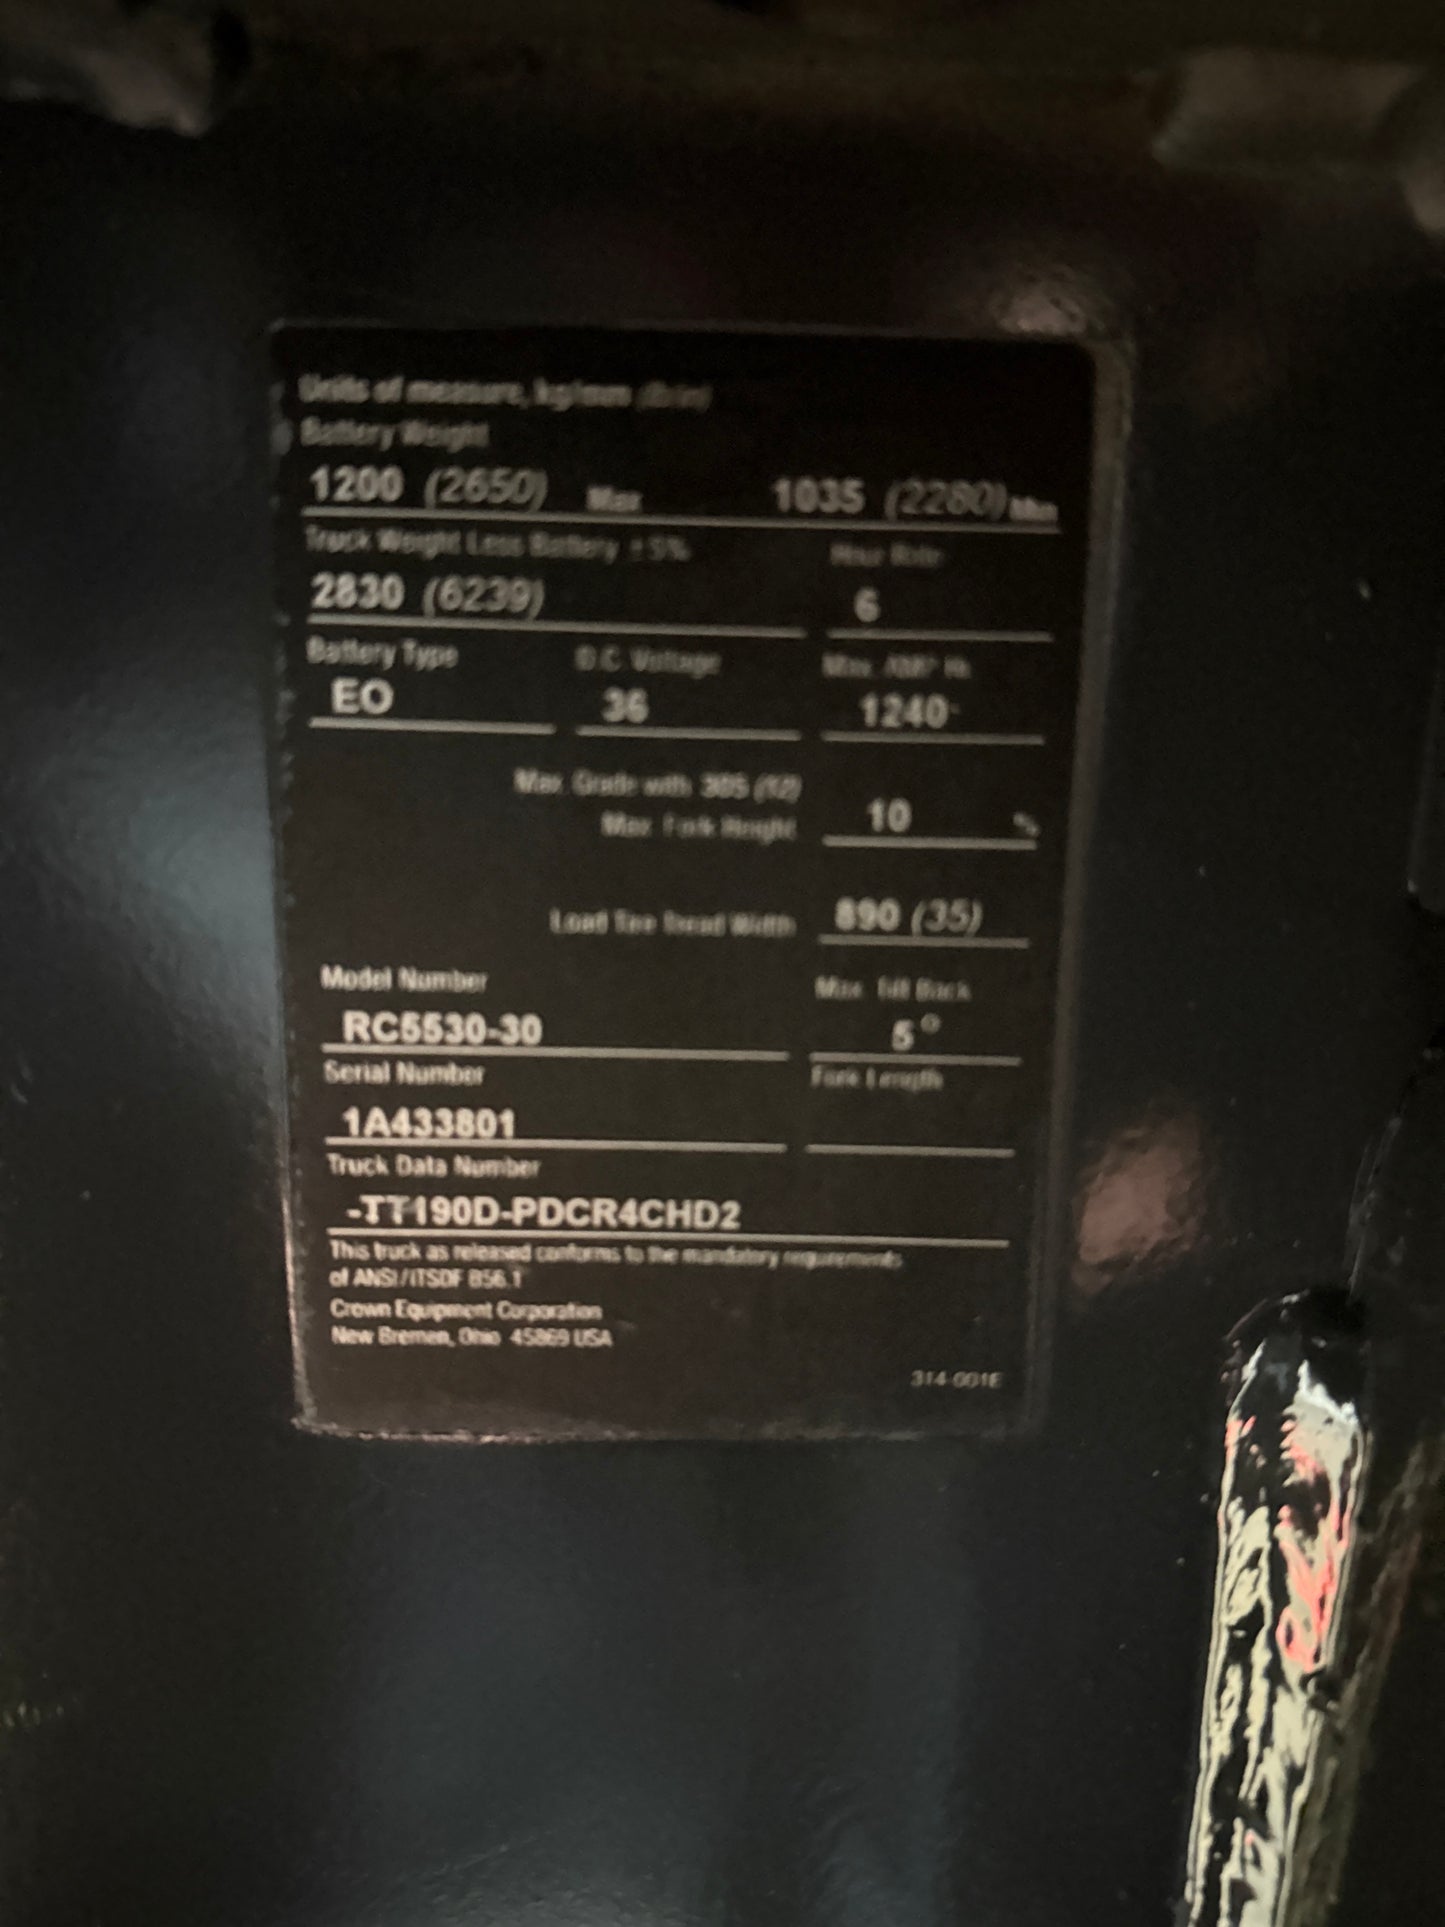 Units of measure, kg/mm (lb/in)
Battery Weight
1200 (2650) Max 1035 (2280) Min
Truck Weight Less Battery ±5% Hour Rate
2830 (6239) 6
Battery Type D.C. Voltage Max. AMP Hr.
EO 36 1240
Max. Grade with 305 (12)
Max. Fork Height 10 %
Load Tire Tread Width 890 (35)
Model Number Max. Tilt Back
RC5530-30 5°
Serial Number Fork Length
1A433801
Truck Data Number
-TT190D-PDCR4CHD2
This truck as released conforms to the mandatory requirements
of ANSI/ITSDF B56.1
Crown Equipment Corporation
New Bremen, Ohio 45869 USA
314-001E